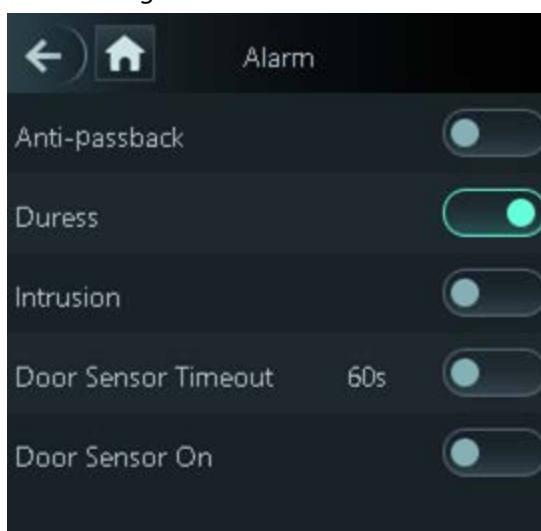 Alarm
Anti-passback
Duress
Intrusion
Door Sensor Timeout 60s
Door Sensor On